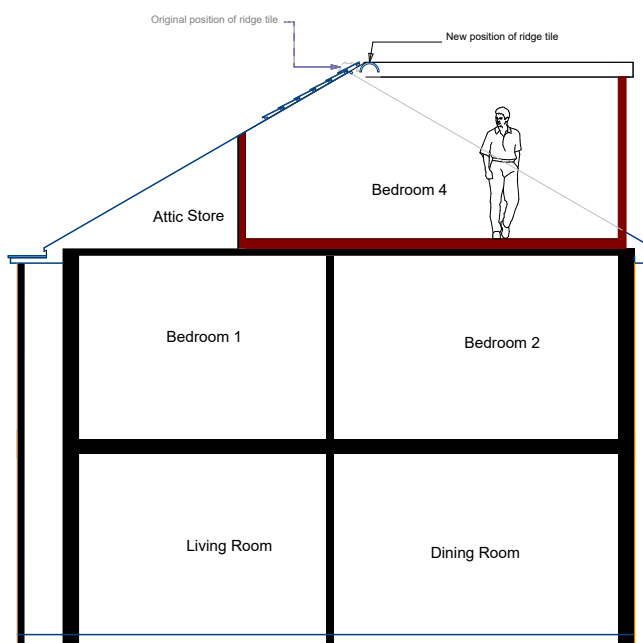 Original position of ridge tile
New position of ridge tile
Bedroom 4
Attic Store
Bedroom 1
Bedroom 2
Living Room
Dining Room